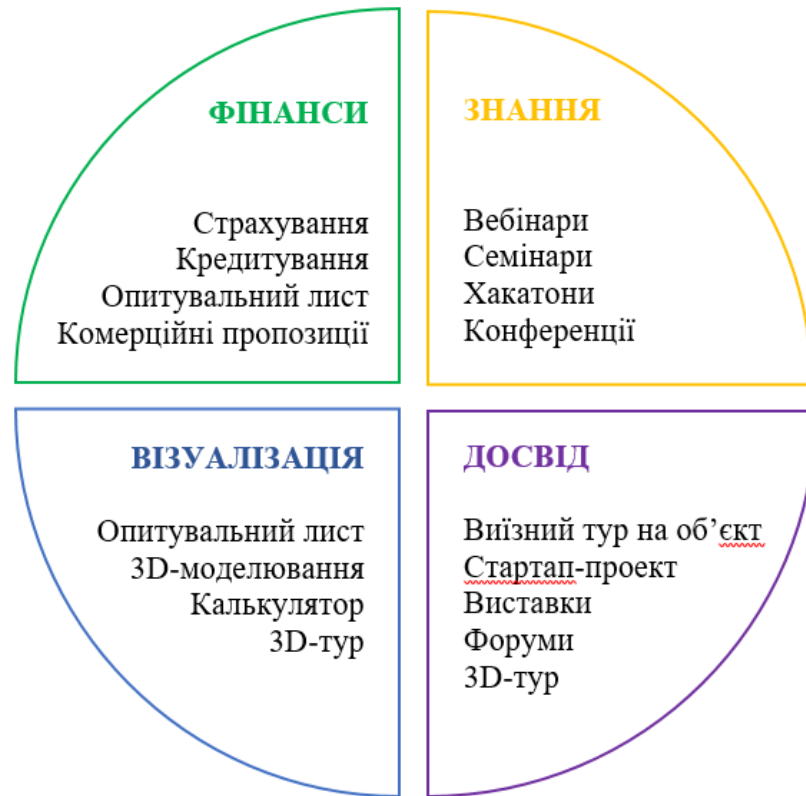 ФІНАНСИ
Страхування
Кредитування
Опитувальний лист
Комерційні пропозиції
ЗНАННЯ
Вебінари
Семінари
Хакатони
Конференції
ВІЗУАЛІЗАЦІЯ
Опитувальний лист
3D-моделювання
Калькулятор
3D-тур
ДОСВІД
Виїзний тур на об’єкт
Стартап-проект
Виставки
Форуми
3D-тур